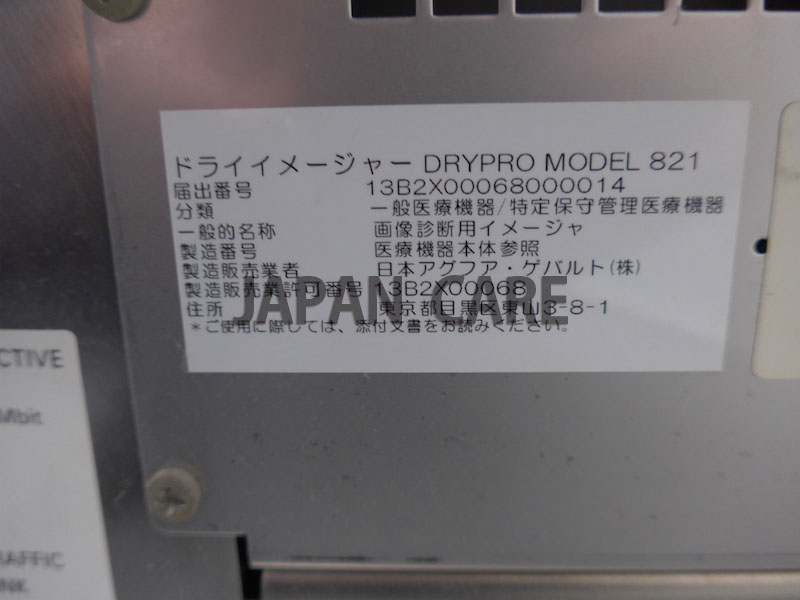 ドライイメージャー DRYPRO MODEL 821
届出番号 13B2X00068000014
分類 一般医療機器/特定保守管理医療機器
一般的名称 画像診断用イメージャ
製造番号 医療機器本体参照
製造販売業者 日本アグファア・ゲバルト(株)
製造販売業許可番号 13B2X00068
住所 東京都目黒区東山3-8-1
*ご使用に際しては、添付文書をお読みください。
JAPAN CARE
CTIVE
Mbit
RAFFIC
INK